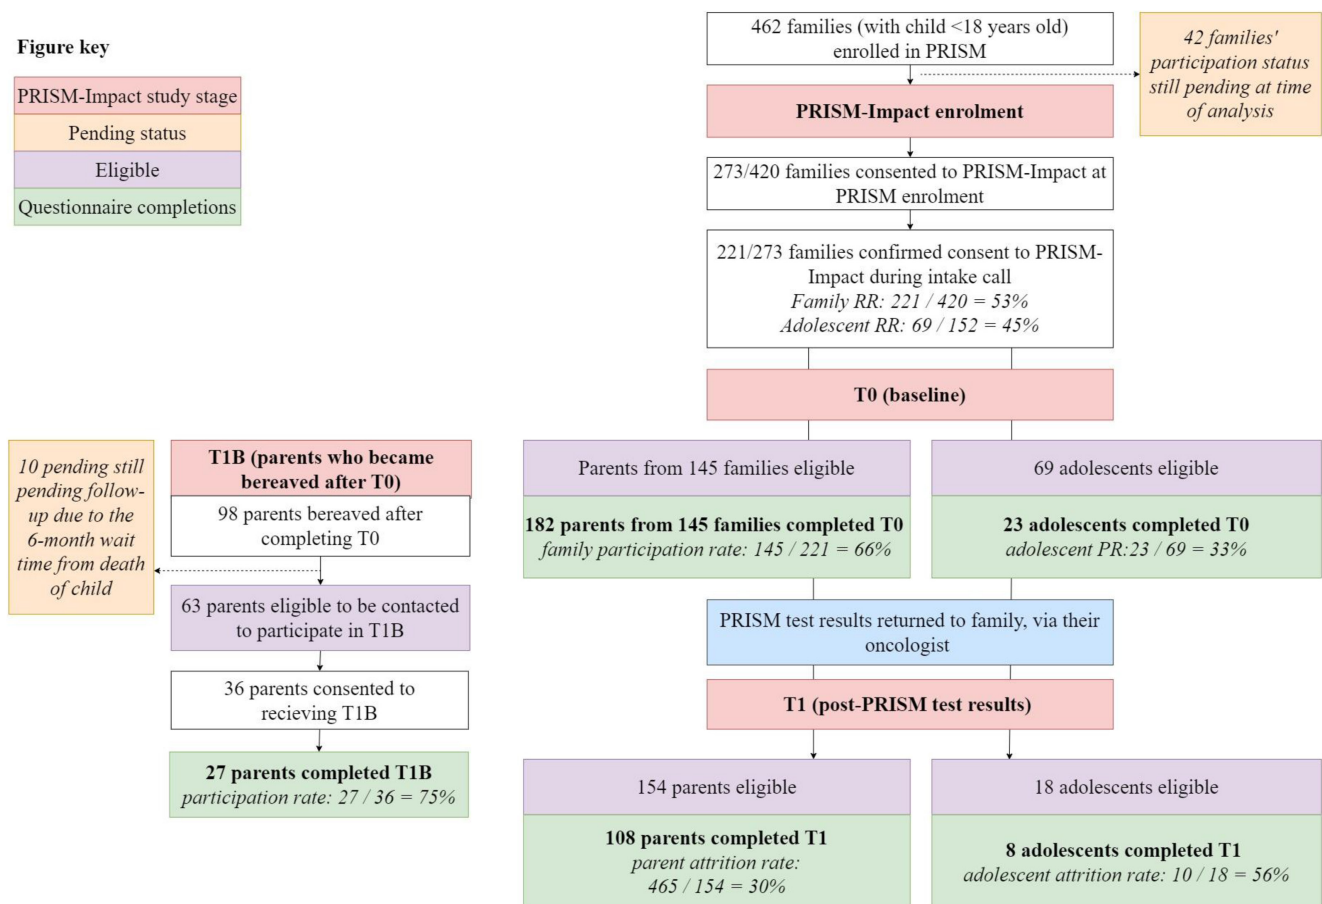 Figure key
PRISM-Impact study stage
Pending status
Eligible
Questionnaire completions
462 families (with child <18 years old)
enrolled in PRISM
42 families'
participation status
still pending at time
of analysis
PRISM-Impact enrolment
273/420 families consented to PRISM-Impact at
PRISM enrolment
221/273 families confirmed consent to PRISM-
Impact during intake call
Family RR: 221 / 420 = 53%
Adolescent RR: 69 / 152 = 45%
T0 (baseline)
Parents from 145 families eligible
182 parents from 145 families completed T0
family participation rate: 145 / 221 = 66%
69 adolescents eligible
23 adolescents completed T0
adolescent PR:23 / 69 = 33%
PRISM test results returned to family, via their
oncologist
T1 (post-PRISM test results)
154 parents eligible
108 parents completed T1
parent attrition rate:
465 / 154 = 30%
18 adolescents eligible
8 adolescents completed T1
adolescent attrition rate: 10 / 18 = 56%
10 pending still
pending follow-
up due to the
6-month wait
time from death
of child
T1B (parents who became
bereaved after T0)
98 parents bereaved after
completing T0
63 parents eligible to be contacted
to participate in T1B
36 parents consented to
recieving T1B
27 parents completed T1B
participation rate: 27 / 36 = 75%